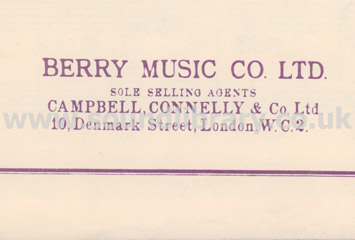 BERRY MUSIC CO. LTD.
SOLE SELLING AGENTS
CAMPBELL, CONNELLY & Co. Ltd.
10, Denmark Street, London, W.C.2.